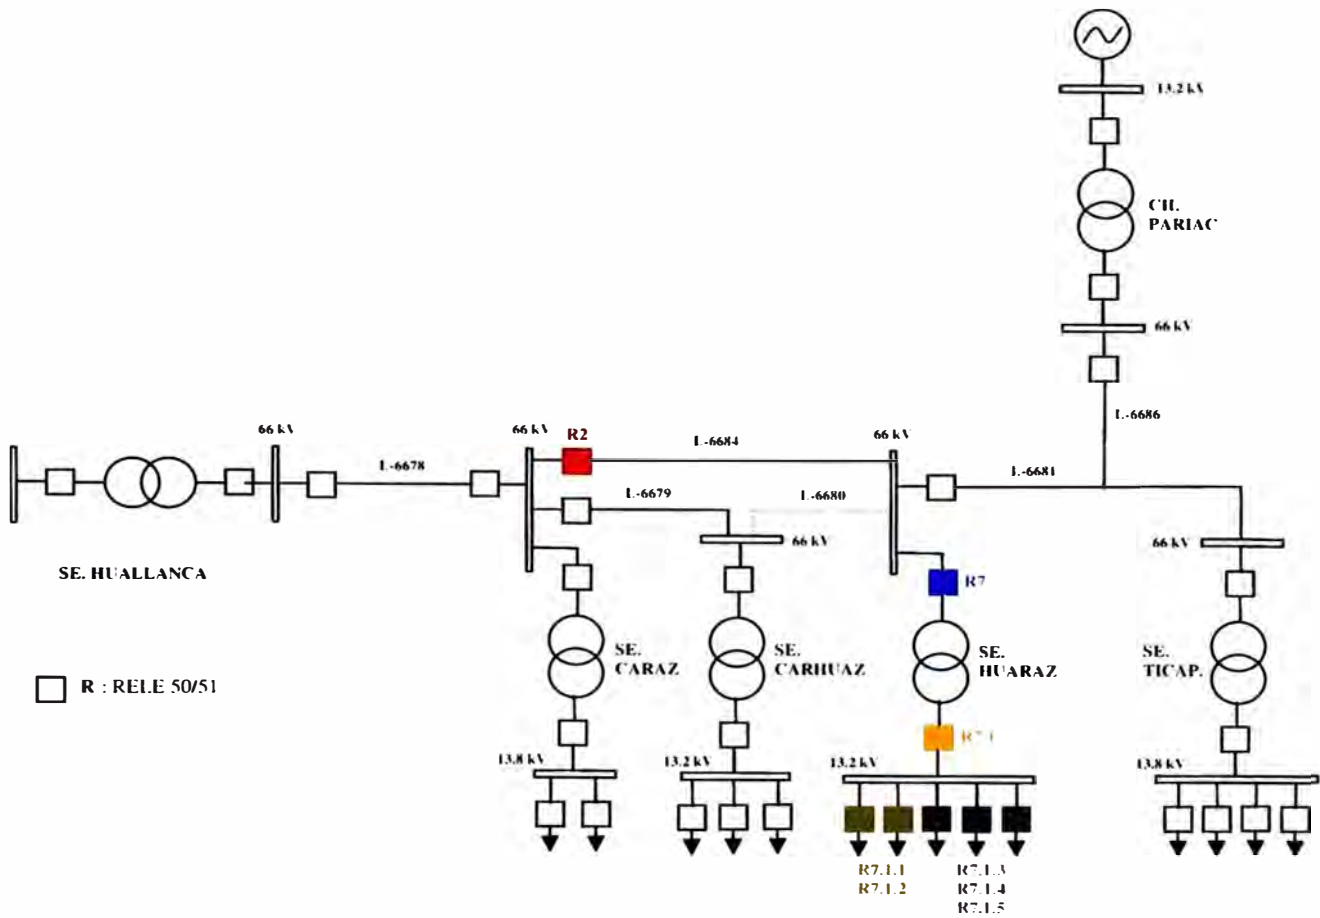 13.2 kV
CH.
PARIAC
66 kV
L-6686
66 kV
66 kV
R2
L-6684
66 kV
L-6678
L-6679
L-6680
L-6681
66 kV
66 kV
SE. HUALLANCA
R7
SE.
CARAZ
SE.
CARHUAZ
SE.
HUARAZ
SE.
TICAP.
R : RELE 50/51
R7.1
13.8 kV
13.2 kV
13.2 kV
13.8 kV
R7.1.1
R7.1.2
R7.1.3
R7.1.4
R7.1.5